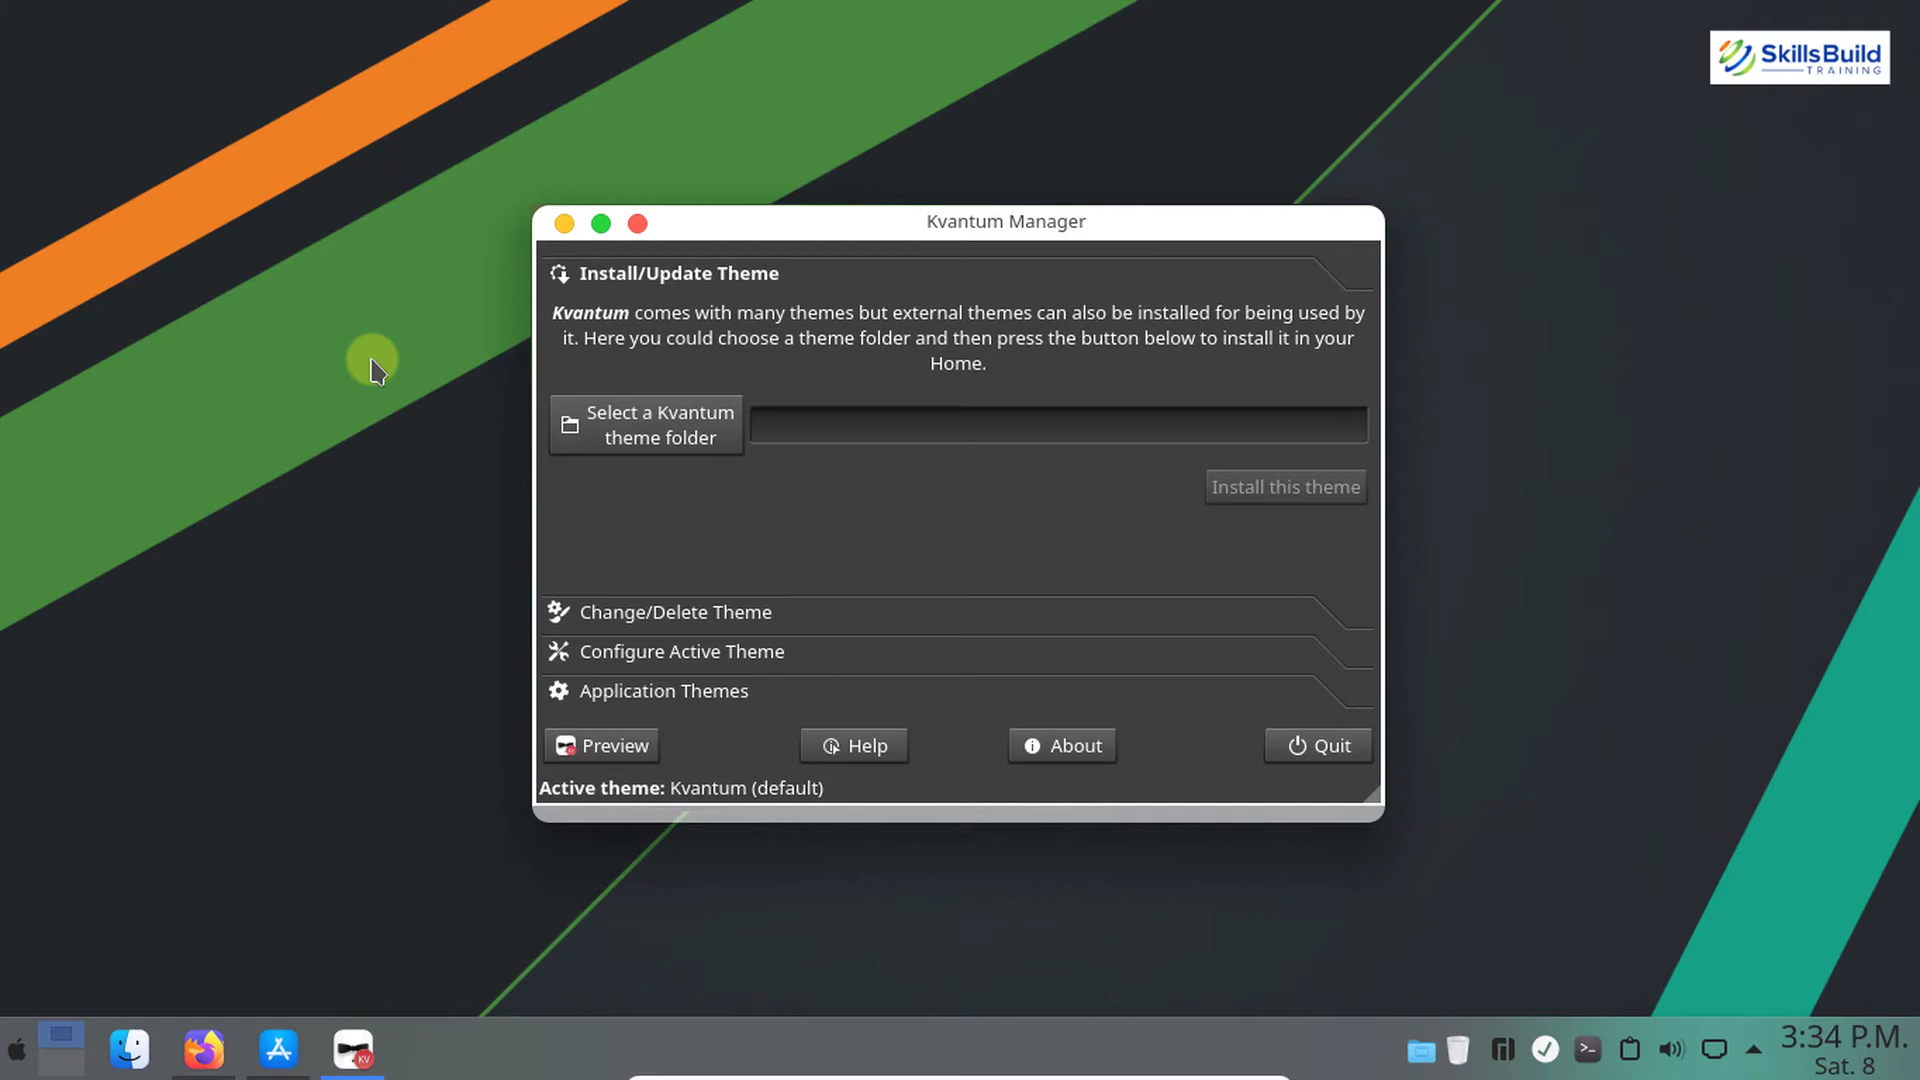 SkillsBuild
TRAINING
Kvantum Manager
Install/Update Theme
Kvantum comes with many themes but external themes can also be installed for being used by
it. Here you could choose a theme folder and then press the button below to install it in your
Home.
Select a Kvantum
theme folder
Install this theme
Change/Delete Theme
Configure Active Theme
Application Themes
Preview
Help
About
Quit
Active theme: Kvantum (default)
KV
3:34 P.M.
Sat. 8